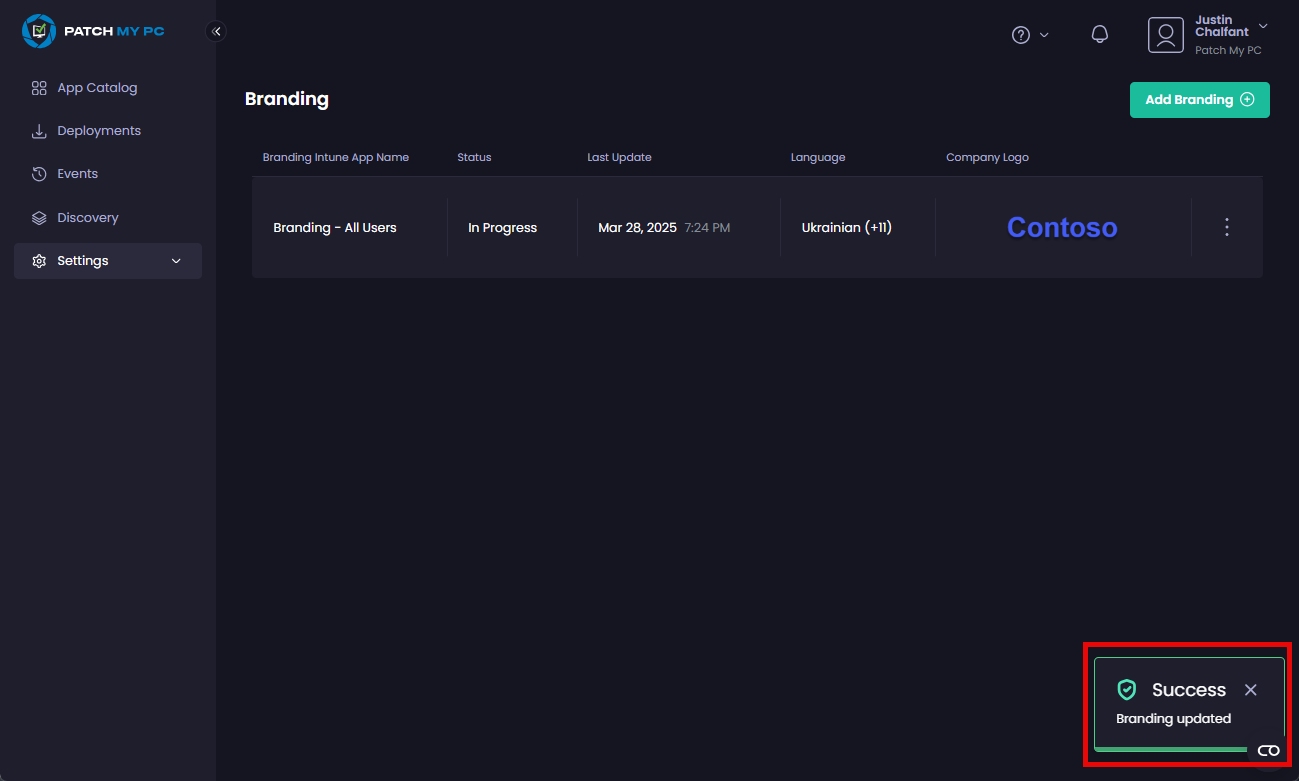 PATCH MY PC
Justin
Chalfant
Patch My PC
App Catalog
Deployments
Events
Discovery
Settings
Branding
Add Branding
Branding Intune App Name Status Last Update Language Company Logo
Branding - All Users In Progress Mar 28, 2025 7:24 PM Ukrainian (+11) Contoso
Success
Branding updated